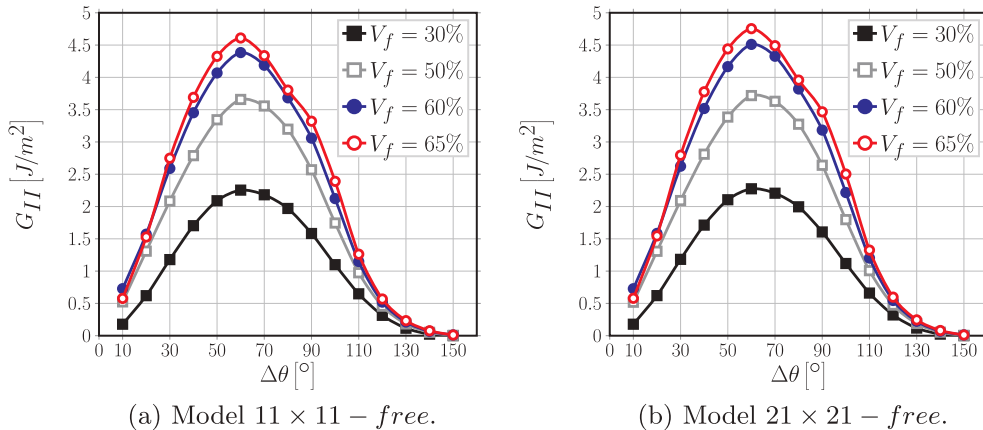 5
4.5
4
3.5
3
2.5
2
1.5
1
0.5
0
G_{II} [J/m^2]
0 10 30 50 70 90 110 130 150
Δθ [°]
V_f = 30%
V_f = 50%
V_f = 60%
V_f = 65%
(a) Model 11 × 11 − free.
5
4.5
4
3.5
3
2.5
2
1.5
1
0.5
0
G_{II} [J/m^2]
0 10 30 50 70 90 110 130 150
Δθ [°]
V_f = 30%
V_f = 50%
V_f = 60%
V_f = 65%
(b) Model 21 × 21 − free.